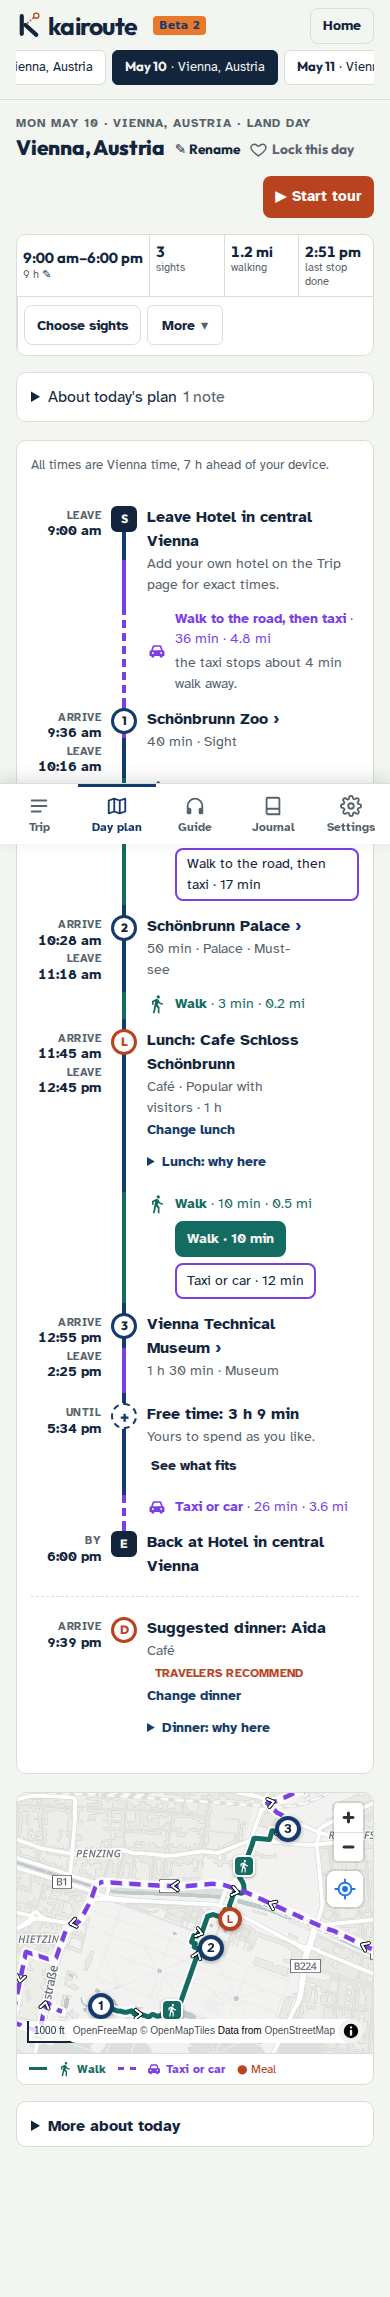 kairoute Beta 2 Home
ienna, Austria May 10 · Vienna, Austria May 11 · Vien
MON MAY 10 · VIENNA, AUSTRIA · LAND DAY
Vienna, Austria ✎ Rename Lock this day
▶ Start tour
9:00 am–6:00 pm 3 1.2 mi 2:51 pm
9 h ✎ sights walking last stop
done
Choose sights More ▼
▶ About today's plan 1 note
All times are Vienna time, 7 h ahead of your device.
LEAVE
9:00 am
S
Leave Hotel in central
Vienna
Add your own hotel on the Trip
page for exact times.
Walk to the road, then taxi ·
36 min · 4.8 mi
the taxi stops about 4 min
walk away.
ARRIVE
9:36 am
LEAVE
10:16 am
1
Schönbrunn Zoo ›
40 min · Sight
Trip Day plan Guide Journal Settings
Walk to the road, then
taxi · 17 min
ARRIVE
10:28 am
LEAVE
11:18 am
2
Schönbrunn Palace ›
50 min · Palace · Must-
see
Walk · 3 min · 0.2 mi
ARRIVE
11:45 am
LEAVE
12:45 pm
L
Lunch: Cafe Schloss
Schönbrunn
Café · Popular with
visitors · 1 h
Change lunch
▶ Lunch: why here
Walk · 10 min · 0.5 mi
Walk · 10 min
Taxi or car · 12 min
ARRIVE
12:55 pm
LEAVE
2:25 pm
3
Vienna Technical
Museum ›
1 h 30 min · Museum
UNTIL
5:34 pm
+
Free time: 3 h 9 min
Yours to spend as you like.
See what fits
Taxi or car · 26 min · 3.6 mi
BY
6:00 pm
E
Back at Hotel in central
Vienna
ARRIVE
9:39 pm
D
Suggested dinner: Aida
Café
TRAVELERS RECOMMEND
Change dinner
▶ Dinner: why here
3
+
−
PENZING
B1
L
HIETZIN
2
B224
straße
1
1000 ft OpenFreeMap © OpenMapTiles Data from OpenStreetMap
Walk Taxi or car Meal
▶ More about today